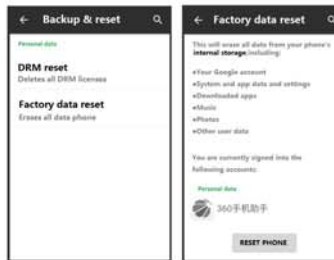 Backup & reset
Personal data
DRM reset
Deletes all DRM licenses
Factory data reset
Erases all data phone
Factory data reset
This will erase all data from your phone's
internal storage,including:
•Your Google account
•System and app data and settings
•Downloaded apps
•Music
•Photos
•Other user data
You are currently signed into the
following accounts:
Personal data
360手机助手
RESET PHONE